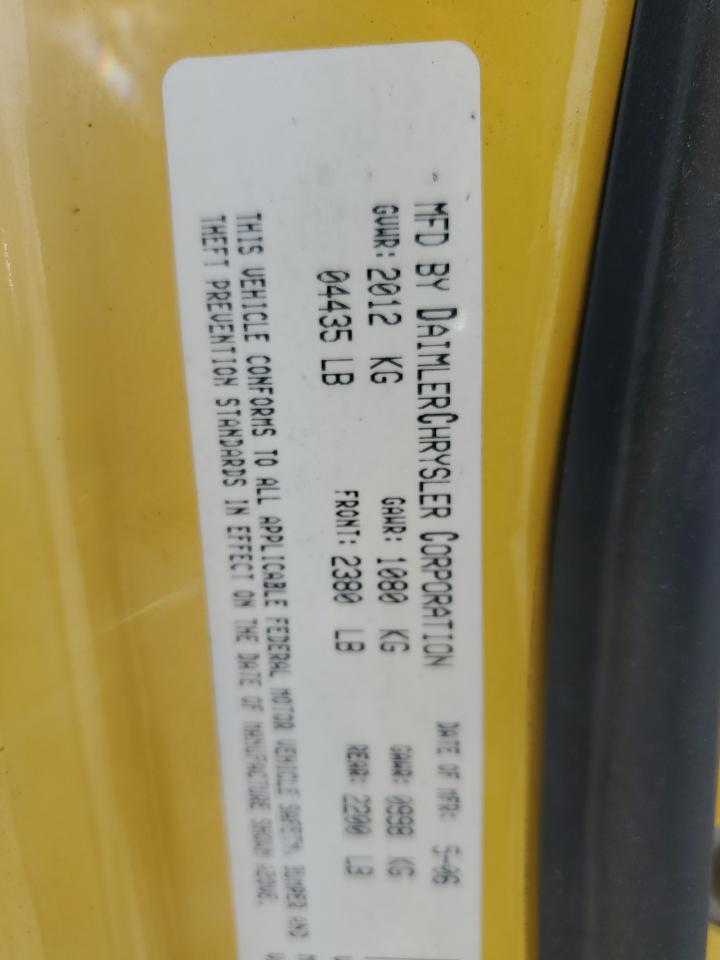 MFD BY DAIMLERCHRYSLER CORPORATION DATE OF MFR: 5-06
GVWR: 2012 KG GAWR: 1080 KG GAWR: 0998 KG
04435 LB FRONT: 2380 LB REAR: 2200 LB
THIS VEHICLE CONFORMS TO ALL APPLICABLE FEDERAL MOTOR VEHICLE SAFETY, BUMPER AND
THEFT PREVENTION STANDARDS IN EFFECT ON THE DATE OF MANUFACTURE SHOWN ABOVE.